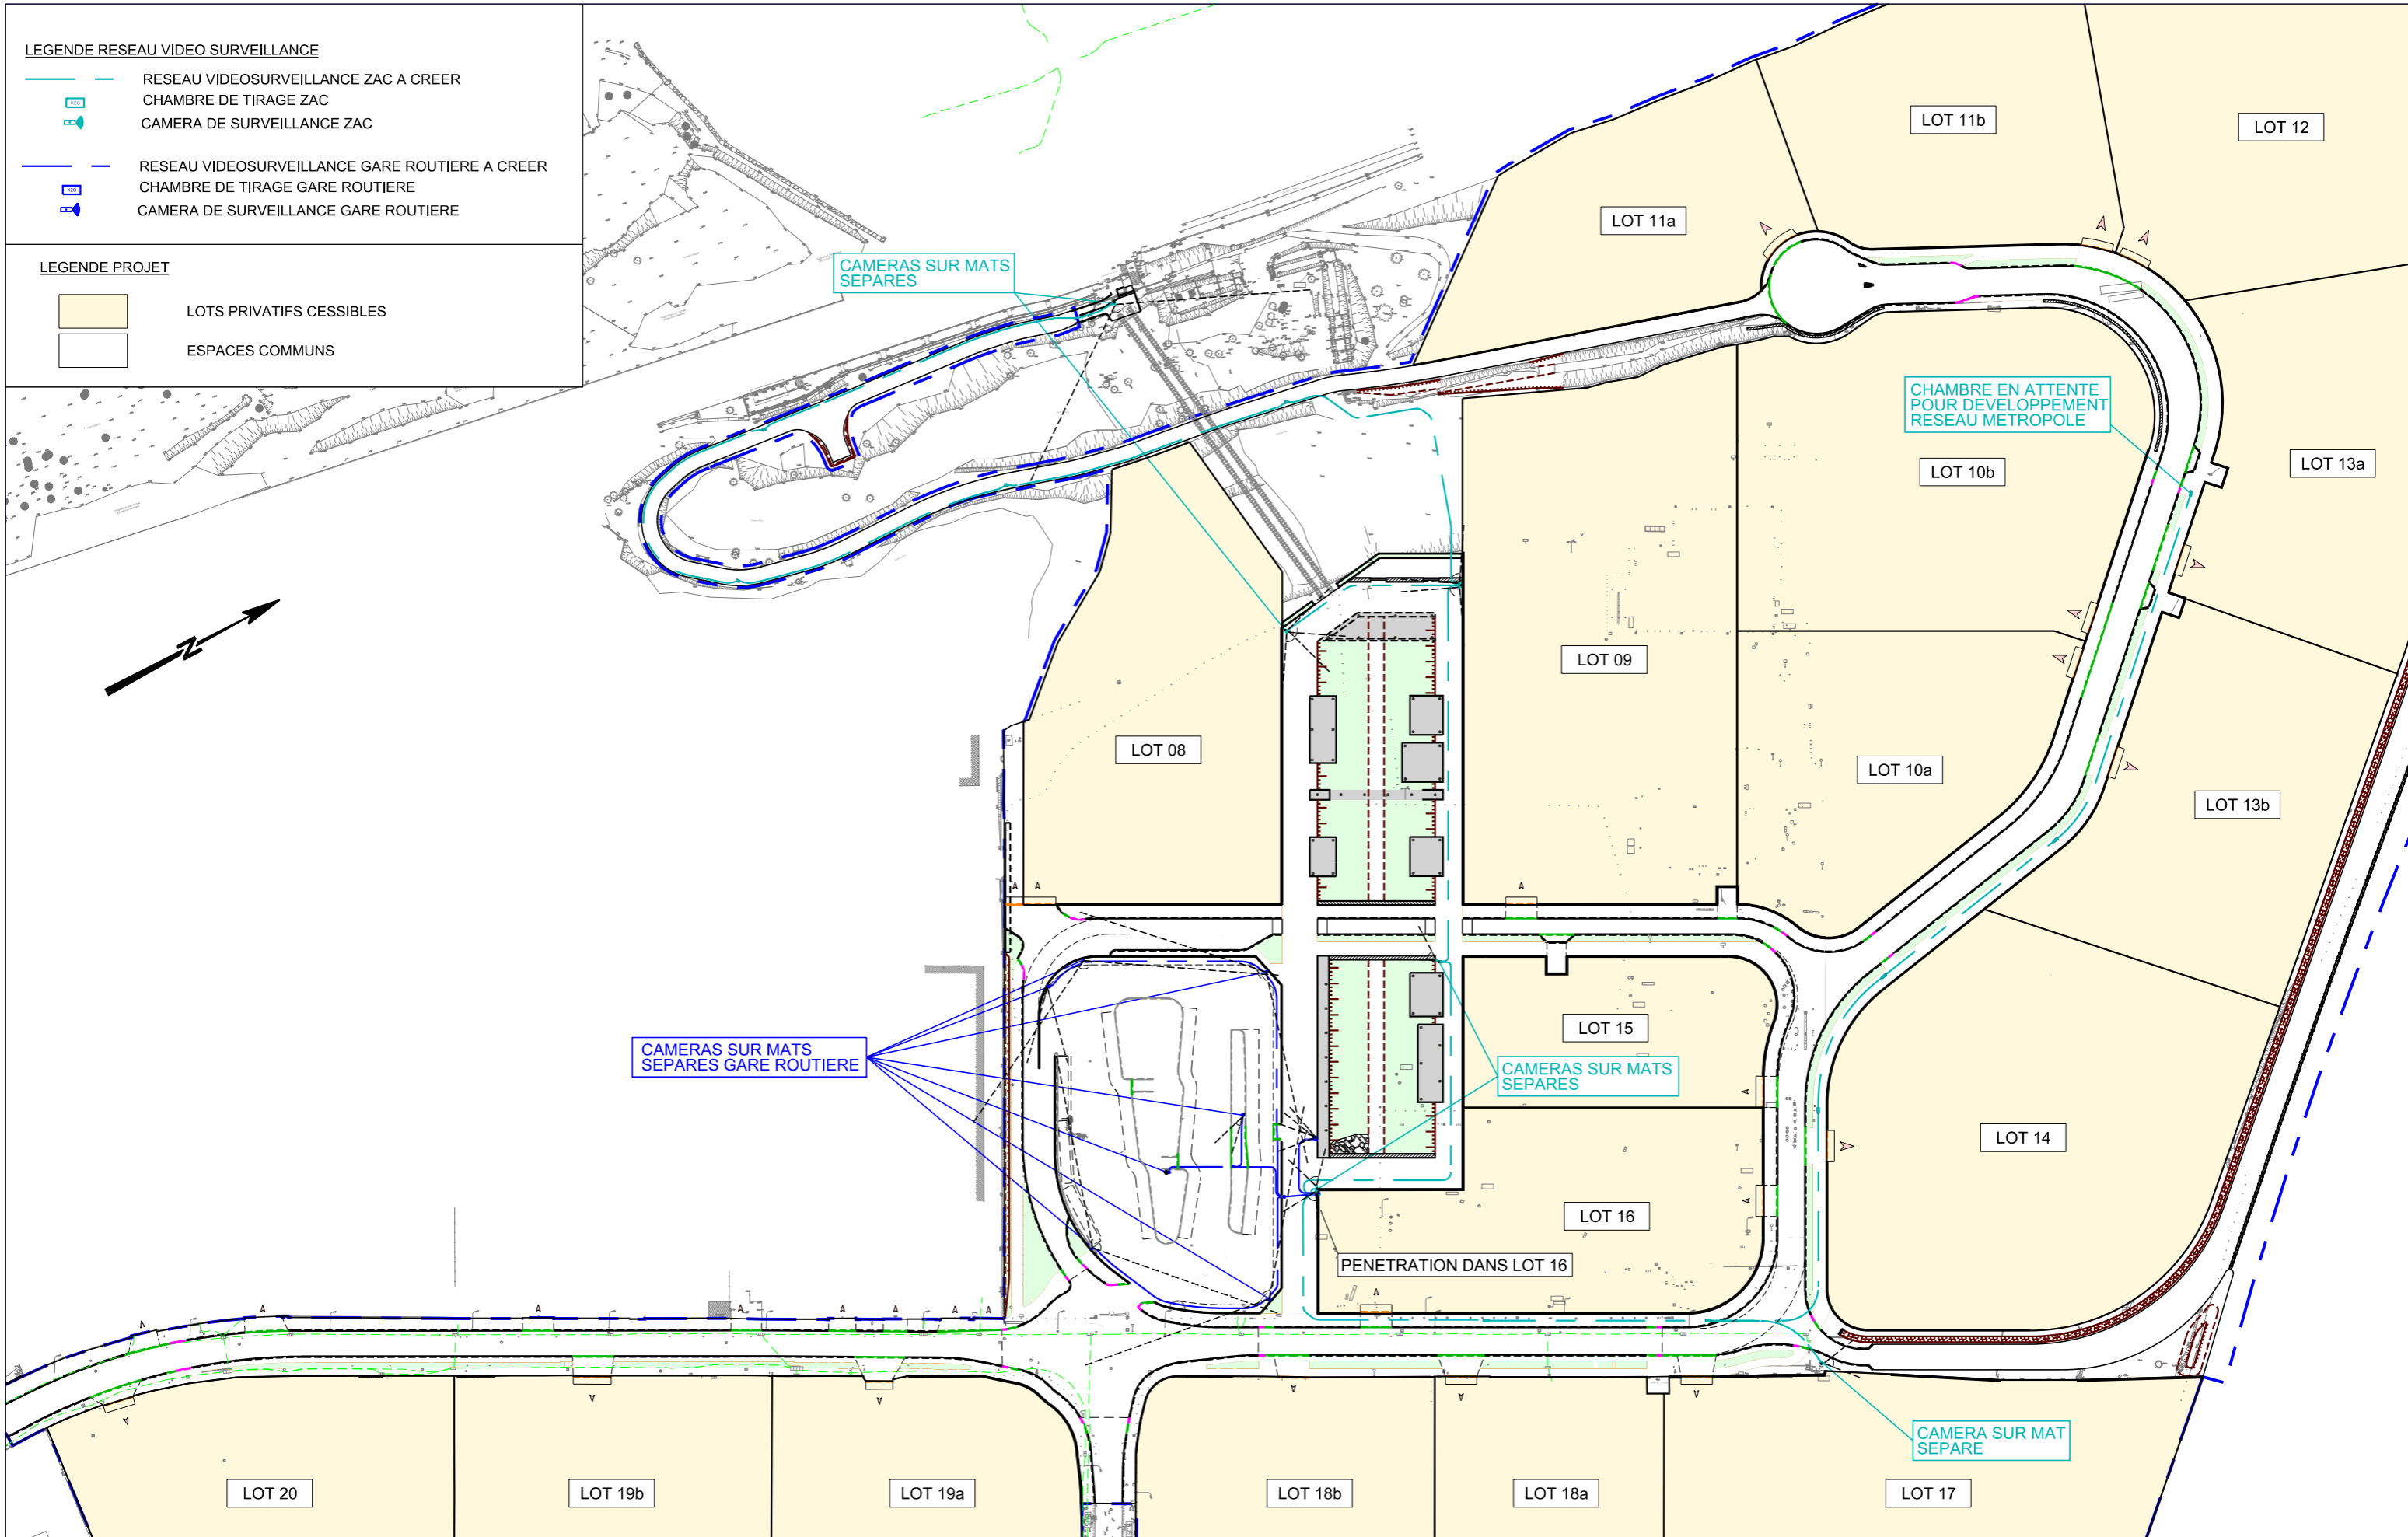 LEGENDE RESEAU VIDEO SURVEILLANCE
RESEAU VIDEOSURVEILLANCE ZAC A CREER
CHAMBRE DE TIRAGE ZAC
CAMERA DE SURVEILLANCE ZAC
RESEAU VIDEOSURVEILLANCE GARE ROUTIERE A CREER
CHAMBRE DE TIRAGE GARE ROUTIERE
CAMERA DE SURVEILLANCE GARE ROUTIERE
LEGENDE PROJET
LOTS PRIVATIFS CESSIBLES
ESPACES COMMUNS
LOT 11b
LOT 12
LOT 11a
CAMERAS SUR MATS
SEPARES
CHAMBRE EN ATTENTE
POUR DEVELOPPEMENT
RESEAU METROPOLE
LOT 10b
LOT 13a
N
LOT 09
LOT 08
LOT 10a
LOT 13b
CAMERAS SUR MATS
SEPARES GARE ROUTIERE
LOT 15
CAMERAS SUR MATS
SEPARES
LOT 14
LOT 16
PENETRATION DANS LOT 16
CAMERA SUR MAT
SEPARE
LOT 20
LOT 19b
LOT 19a
LOT 18b
LOT 18a
LOT 17